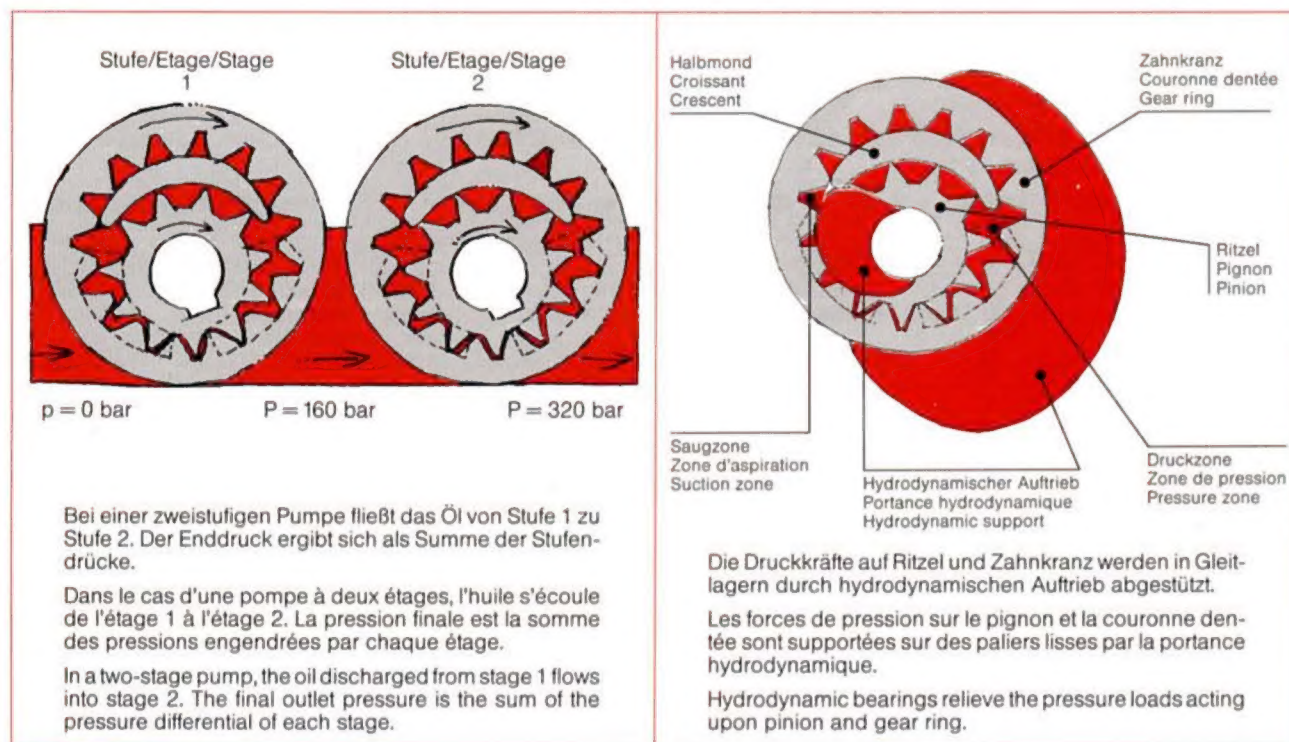 Stufe/Etage/Stage
1
Stufe/Etage/Stage
2
p = 0 bar
P = 160 bar
P = 320 bar
Bei einer zweistufigen Pumpe fließt das Öl von Stufe 1 zu
Stufe 2. Der Enddruck ergibt sich als Summe der Stufen-
drücke.
Dans le cas d'une pompe à deux étages, l'huile s'écoule
de l'étage 1 à l'étage 2. La pression finale est la somme
des pressions engendrées par chaque étage.
In a two-stage pump, the oil discharged from stage 1 flows
into stage 2. The final outlet pressure is the sum of the
pressure differential of each stage.
Halbmond
Croissant
Crescent
Zahnkranz
Couronne dentée
Gear ring
Ritzel
Pignon
Pinion
Saugzone
Zone d'aspiration
Suction zone
Hydrodynamischer Auftrieb
Portance hydrodynamique
Hydrodynamic support
Druckzone
Zone de pression
Pressure zone
Die Druckkräfte auf Ritzel und Zahnkranz werden in Gleit-
lagern durch hydrodynamischen Auftrieb abgestützt.
Les forces de pression sur le pignon et la couronne den-
tée sont supportées sur des paliers lisses par la portance
hydrodynamique.
Hydrodynamic bearings relieve the pressure loads acting
upon pinion and gear ring.